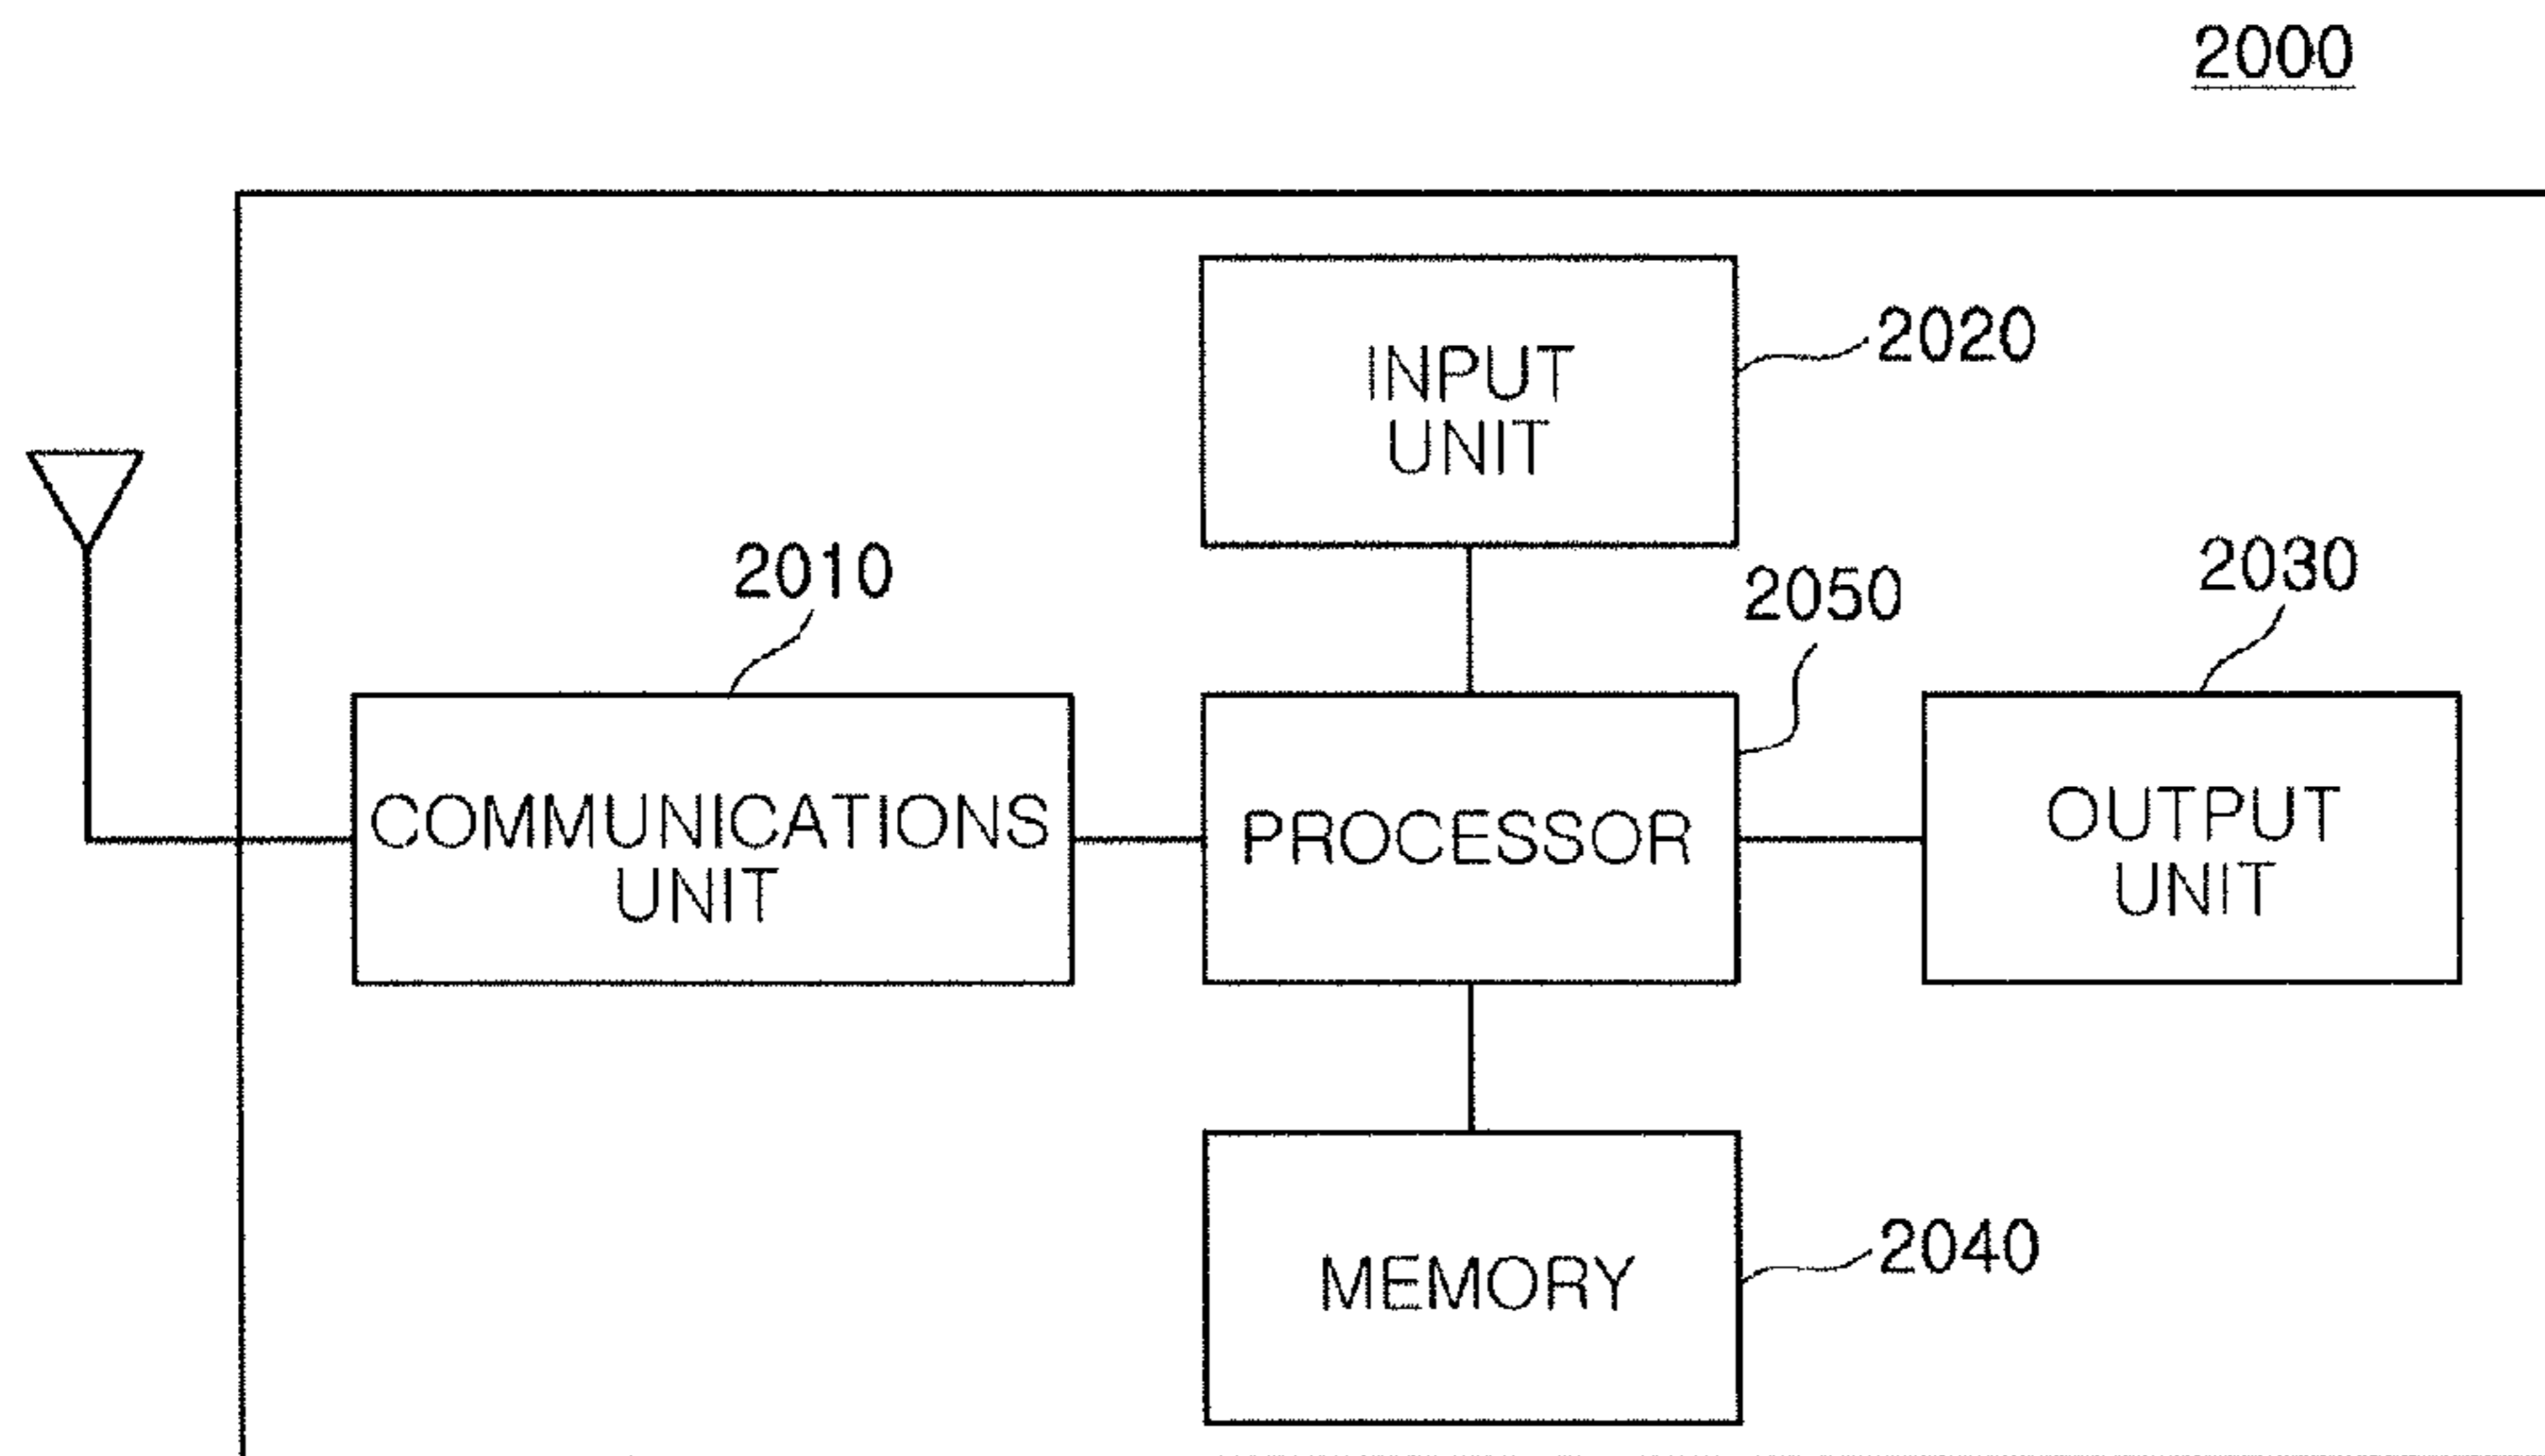 2000
INPUT
UNIT
2020
2010
2050
2030
COMMUNICATIONS
UNIT
PROCESSOR
OUTPUT
UNIT
MEMORY
2040